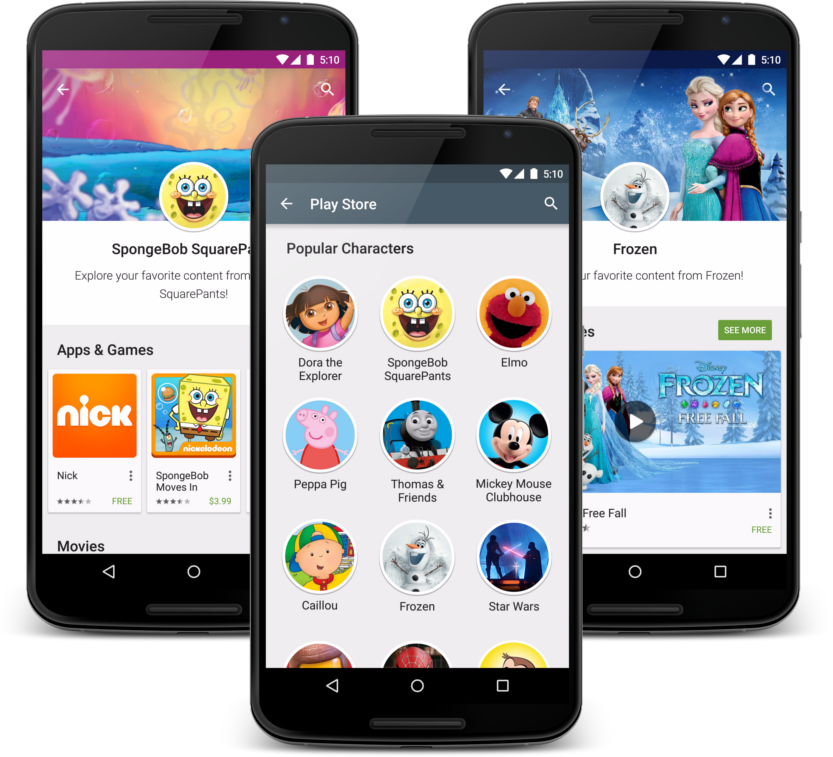 5:10
SpongeBob SquarePa
Explore your favorite content from
SquarePants!
Apps & Games
nick
nickelodeon
Nick
FREE
SpongeBob
Moves In
$3.99
Movies
5:10
Play Store
Popular Characters
Dora the
Explorer
SpongeBob
SquarePants
Elmo
Peppa Pig
Thomas &
Friends
Mickey Mouse
Clubhouse
Caillou
Frozen
Star Wars
5:10
Frozen
ur favorite content from Frozen!
es
SEE MORE
Disney
FROZEN
FREE FALL
Free Fall
FREE